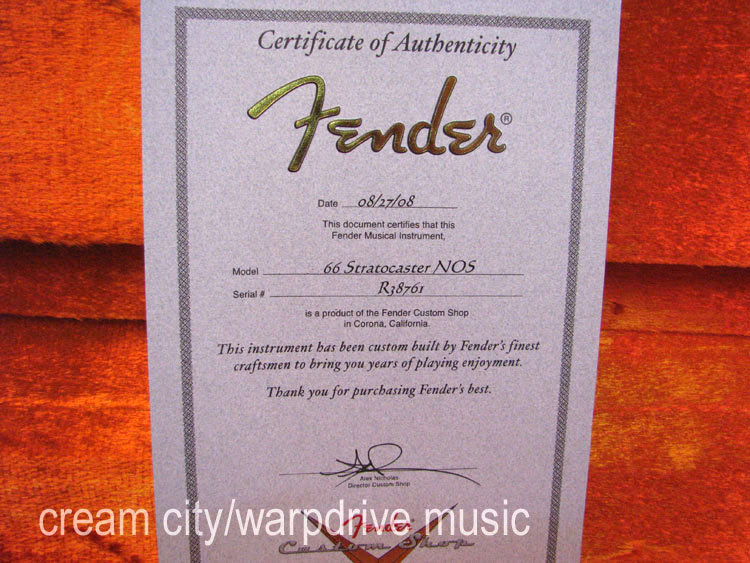 Certificate of Authenticity
Fender®
Date 08/27/08
This document certifies that this
Fender Musical Instrument,
Model 66 Stratocaster NOS
Serial # R38761
is a product of the Fender Custom Shop
in Corona, California
This instrument has been custom built by Fender's finest
craftsmen to bring you years of playing enjoyment.
Thank you for purchasing Fender's best.
Alex Nicholas
Director Custom Shop
cream city/warpdrive music
Fender
Custom Shop